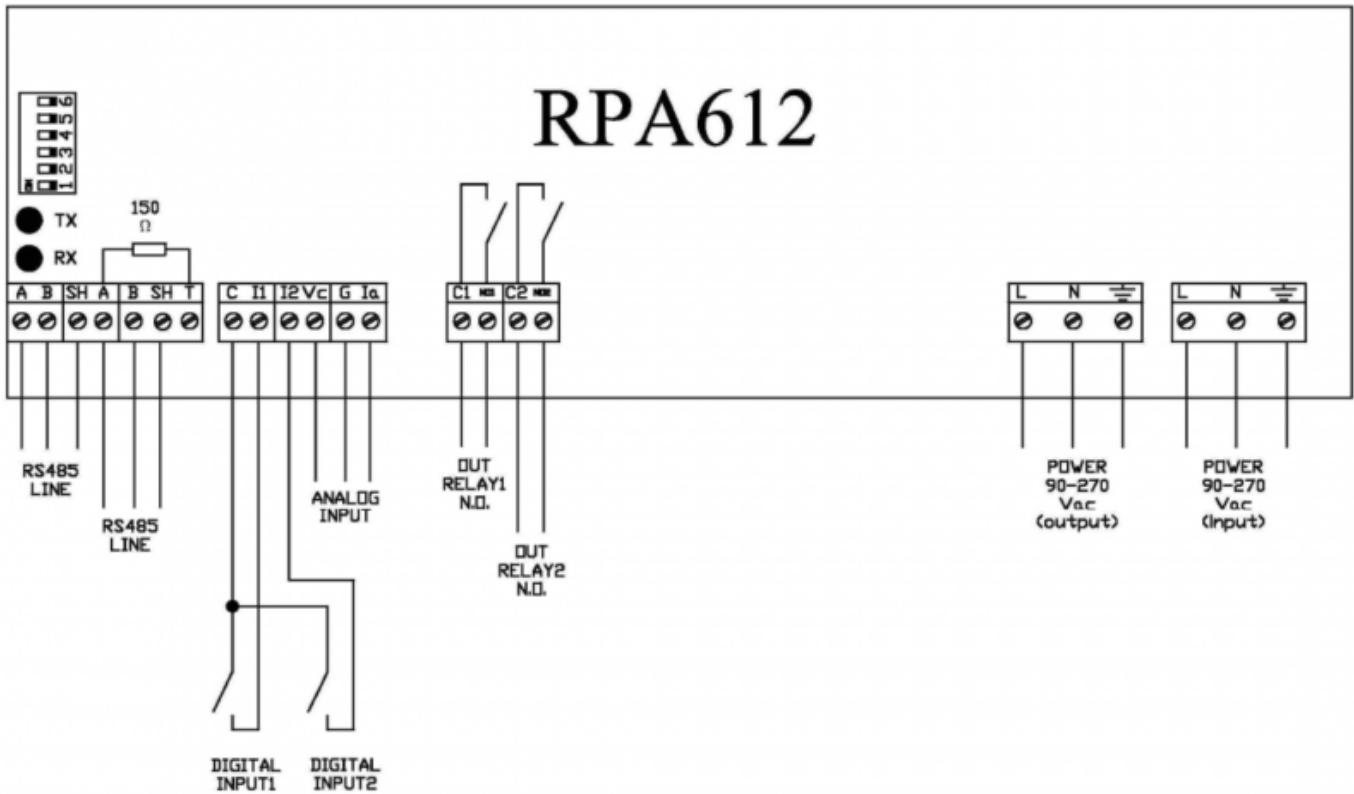 RPA612
6
5
4
3
2
1
TX
RX
150
Ω
A B SH A B SH T
C I1 I2 Vc G Ia
C1 C2
L N
L N
RS485
LINE
RS485
LINE
ANALOG
INPUT
OUT
RELAY1
N.O.
OUT
RELAY2
N.O.
POWER
90-270
Vac
(output)
POWER
90-270
Vac
(Input)
DIGITAL
INPUT1
DIGITAL
INPUT2